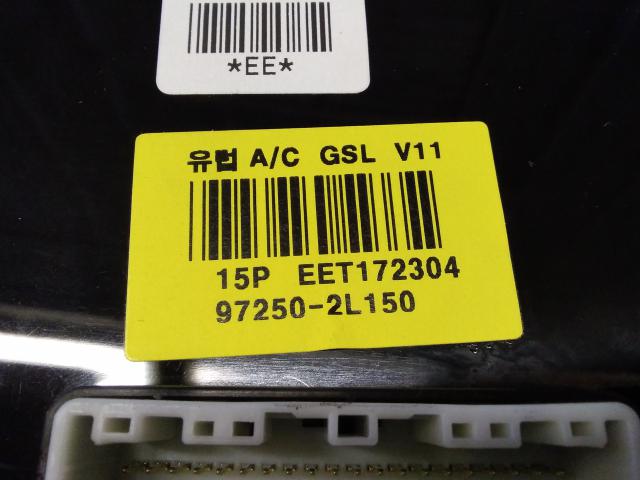 *EE*
유럽 A/C GSL V11
15P EET172304
97250-2L150